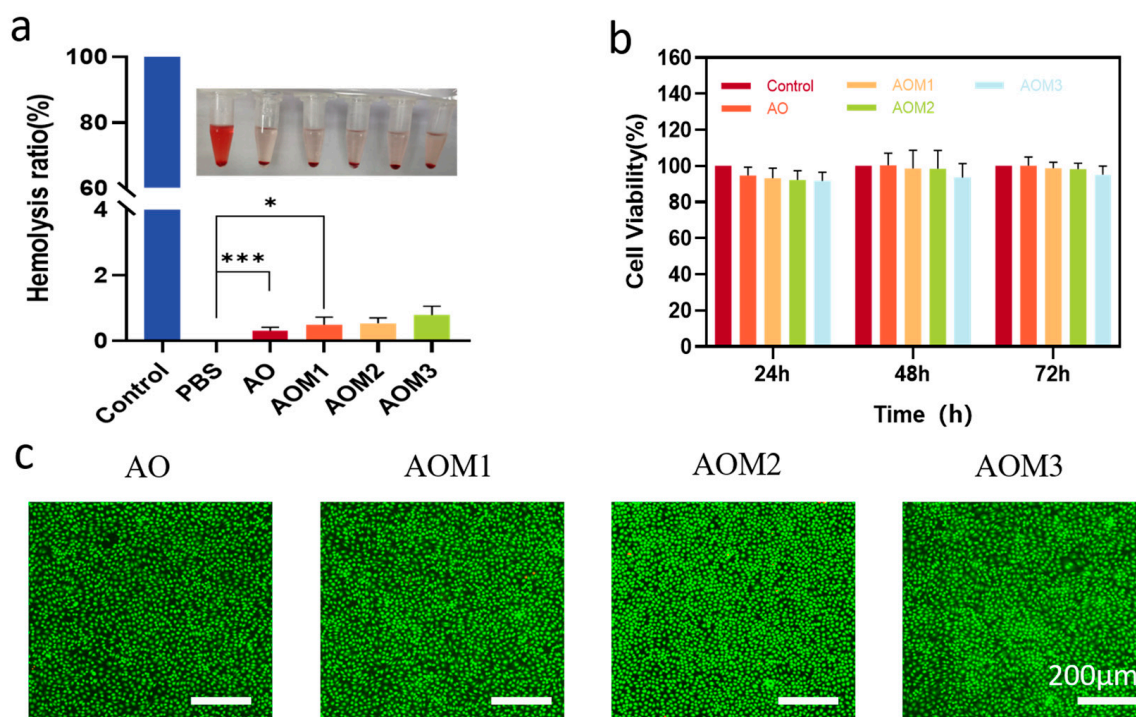 a
Hemolysis ratio(%)
100
80
60
4
2
0
*
***
Control
PBS
AO
AOM1
AOM2
AOM3
b
Cell Viability(%)
160
140
120
100
80
60
40
20
0
Control
AO
AOM1
AOM2
AOM3
24h
48h
72h
Time (h)
c
AO
AOM1
AOM2
AOM3
200μm